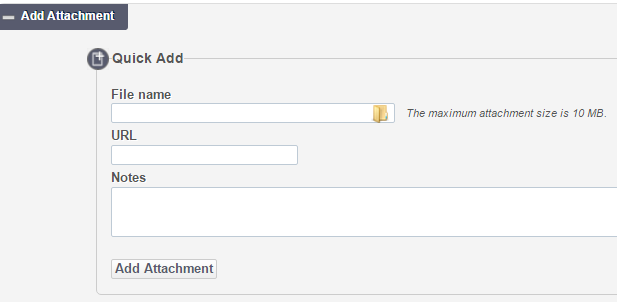 Add Attachment
Quick Add
File name
The maximum attachment size is 10 MB.
URL
Notes
Add Attachment